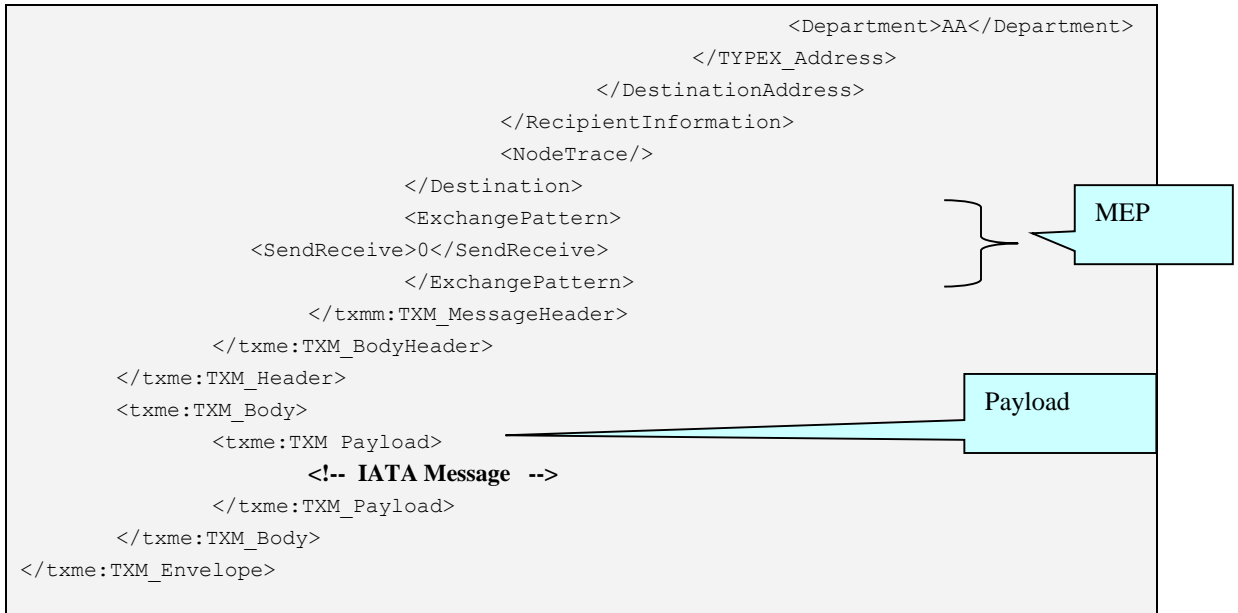 <Department>AA</Department>
</TYPEX_Address>
</DestinationAddress>
</RecipientInformation>
<NodeTrace/>
</Destination>
<ExchangePattern>
MEP
<SendReceive>0</SendReceive>
</ExchangePattern>
</txmm:TXM_MessageHeader>
</txme:TXM_BodyHeader>
</txme:TXM_Header>
<txme:TXM_Body>
Payload
<txme:TXM Payload>
<!-- IATA Message -->
</txme:TXM_Payload>
</txme:TXM_Body>
</txme:TXM_Envelope>